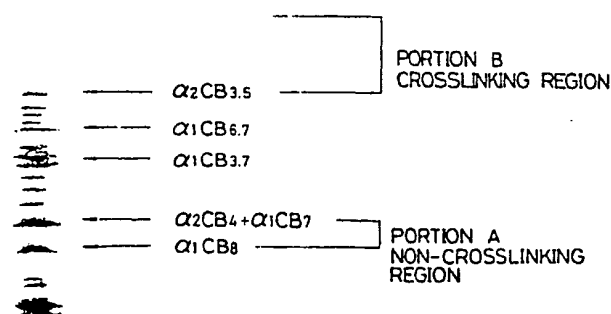 PORTION B
CROSSLINKING REGION
α2CB3.5
α1CB6.7
α1CB3.7
α2CB4+α1CB7
α1CB8
PORTION A
NON-CROSSLINKING
REGION